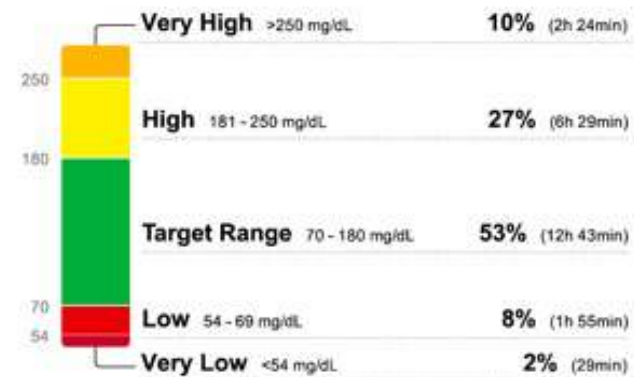 Very High >250 mg/dL 10% (2h 24min)
250
High 181 - 250 mg/dL 27% (6h 29min)
180
Target Range 70 - 180 mg/dL 53% (12h 43min)
70
Low 54 - 69 mg/dL 8% (1h 55min)
54
Very Low <54 mg/dL 2% (29min)